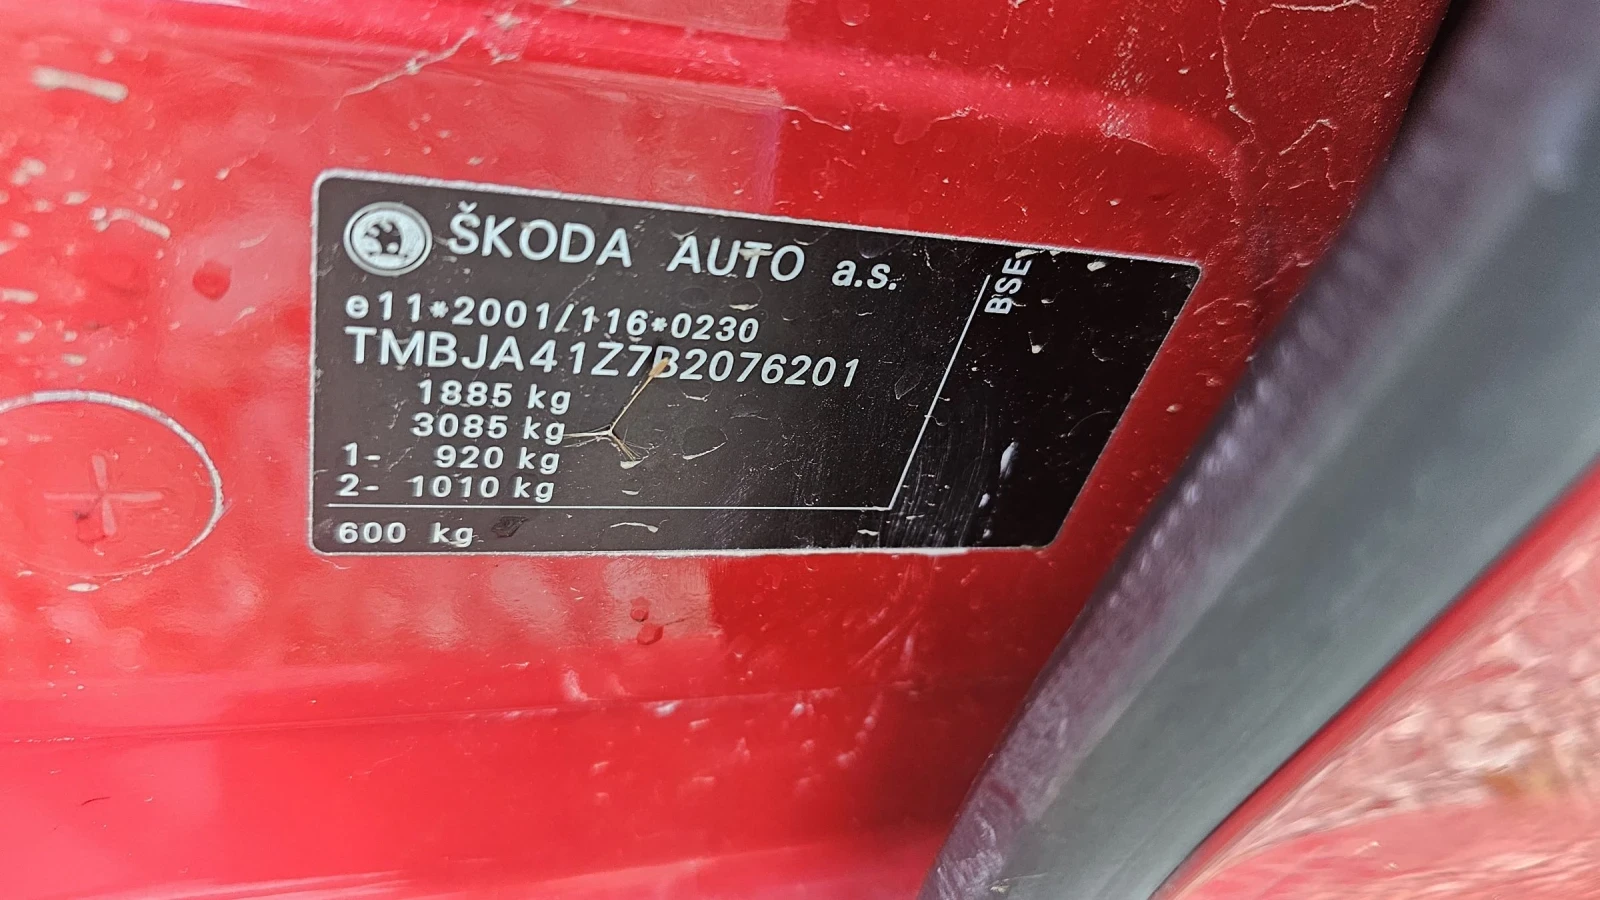 ŠKODA AUTO a.s.
BSE
e11*2001/116*0230
TMBJA41Z7B2076201
1885 kg
3085 kg
1- 920 kg
2- 1010 kg
600 kg